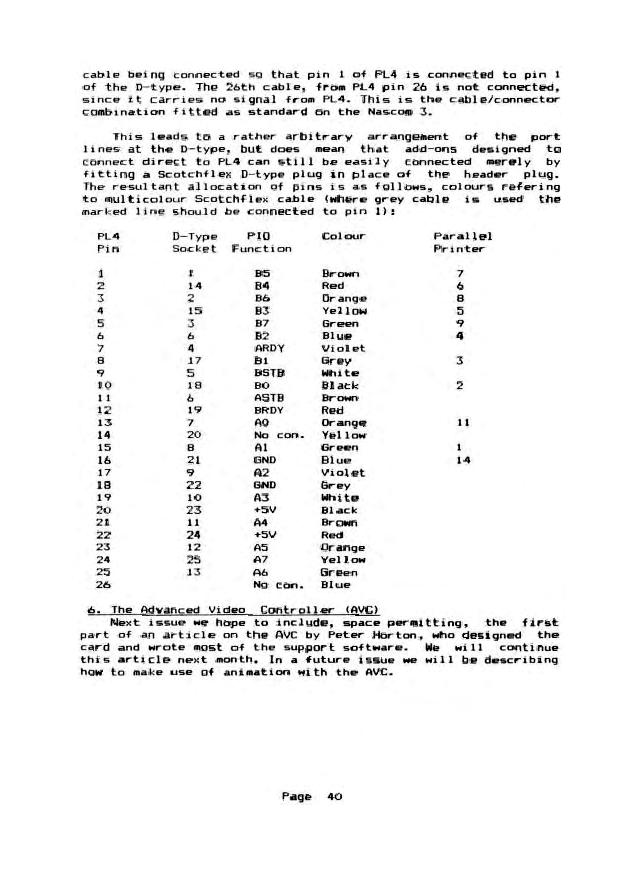 cable being connected so that pin 1 of PL4 is connected to pin 1
of the D-type. The 26th cable, from PL4 pin 26 is not connected,
since it carries no signal from PL4. This is the cable/connector
combination fitted as standard on the Nascom 3.
This leads to a rather arbitrary arrangement of the port
lines at the D-type, but does mean that add-ons designed to
connect direct to PL4 can still be easily connected merely by
fitting a Scotchflex D-type plug in place of the header plug.
The resultant allocation of pins is as follows, colours refering
to multicolour Scotchflex cable (where grey cable is used the
marked line should be connected to pin 1):
PL4 D-Type PIO Colour Parallel
Pin Socket Function Printer
1 1 B5 Brown 7
2 14 B4 Red 6
3 2 B6 Orange 8
4 15 B3 Yellow 5
5 3 B7 Green 9
6 6 B2 Blue 4
7 4 ARDY Violet
8 17 B1 Grey 3
9 5 BSTB White
10 18 B0 Black 2
11 6 ASTB Brown
12 19 BRDY Red
13 7 A0 Orange 11
14 20 No con. Yellow
15 8 A1 Green 1
16 21 GND Blue 14
17 9 A2 Violet
18 22 GND Grey
19 10 A3 White
20 23 +5V Black
21 11 A4 Brown
22 24 +5V Red
23 12 A5 Orange
24 25 A7 Yellow
25 13 A6 Green
26 No con. Blue
6. The Advanced Video Controller (AVC)
Next issue we hope to include, space permitting, the first
part of an article on the AVC by Peter Horton, who designed the
card and wrote most of the support software. We will continue
this article next month. In a future issue we will be describing
how to make use of animation with the AVC.
Page 40